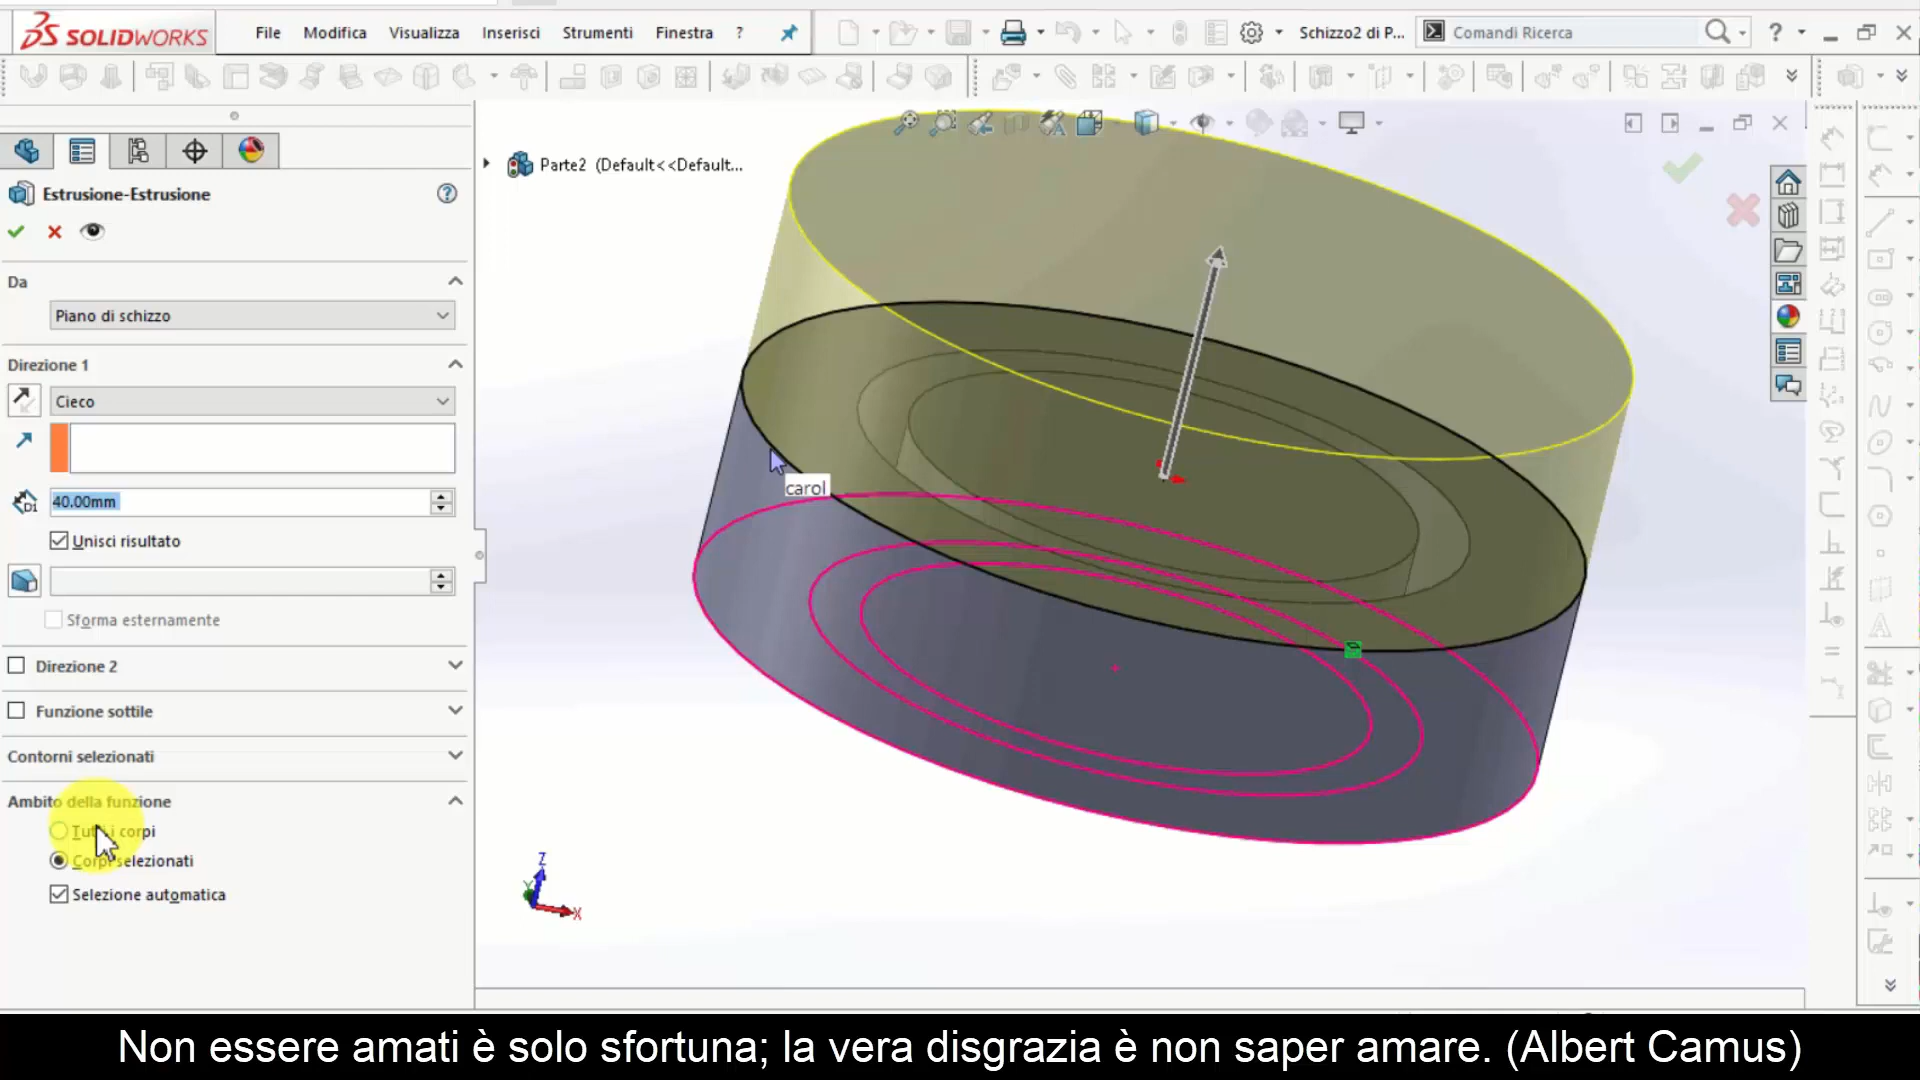 SOLIDWORKS
File Modifica Visualizza Inserisci Strumenti Finestra ?
Schizzo2 di P...
Comandi Ricerca
?
Parte2 (Default<<Default...
Estrusione-Estrusione
Da
Piano di schizzo
Direzione 1
Cieco
D1
40.00mm
Unisci risultato
Sforma esternamente
Direzione 2
Funzione sottile
Contorni selezionati
Ambito della funzione
Tutti i corpi
Corpi selezionati
Selezione automatica
carol
Z
Y
X
Non essere amati è solo sfortuna; la vera disgrazia è non saper amare. (Albert Camus)